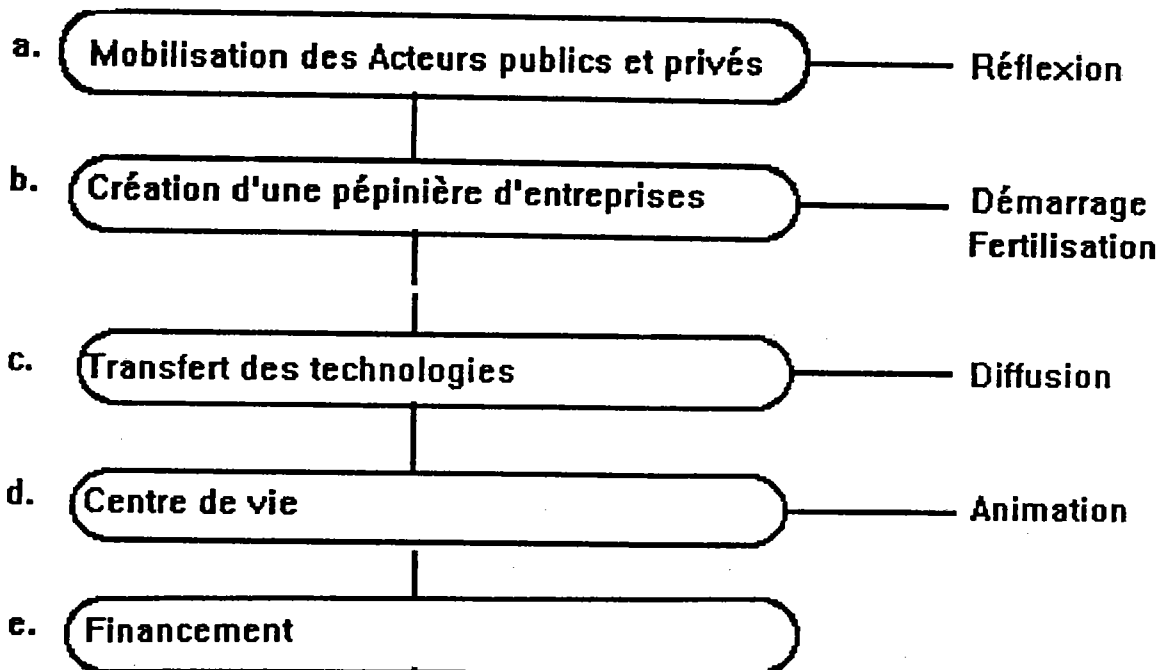 a. Mobilisation des Acteurs publics et privés
Réflexion
b. Création d'une pépinière d'entreprises
Démarrage
Fertilisation
c. Transfert des technologies
Diffusion
d. Centre de vie
Animation
e. Financement